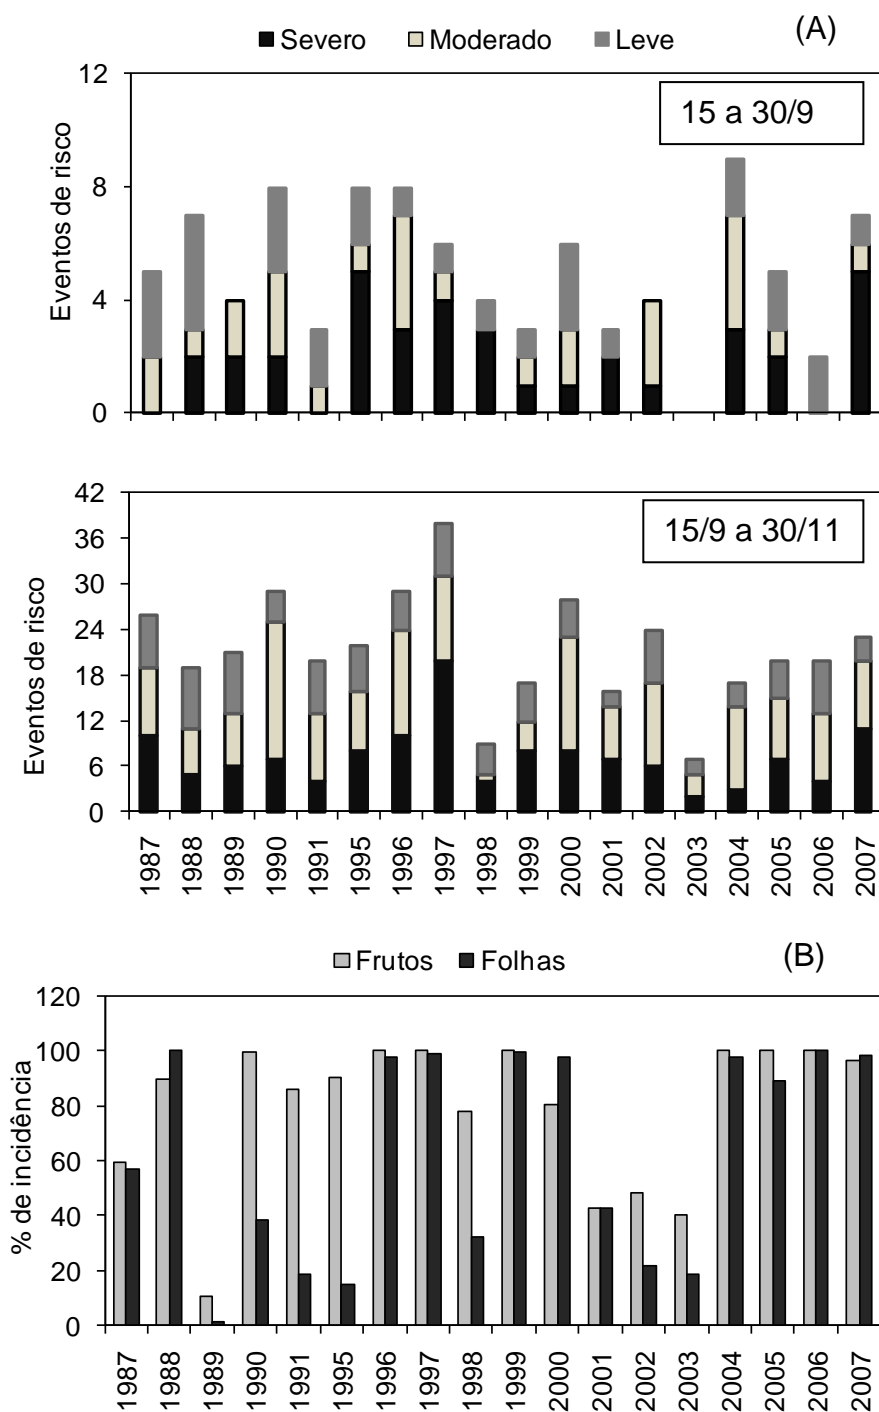 Severo Moderado Leve (A)
15 a 30/9
Eventos de risco
12
8
4
0
15/9 a 30/11
Eventos de risco
42
36
30
24
18
12
6
0
1987 1988 1989 1990 1991 1995 1996 1997 1998 1999 2000 2001 2002 2003 2004 2005 2006 2007
Frutos Folhas (B)
% de incidência
120
100
80
60
40
20
0
1987 1988 1989 1990 1991 1995 1996 1997 1998 1999 2000 2001 2002 2003 2004 2005 2006 2007